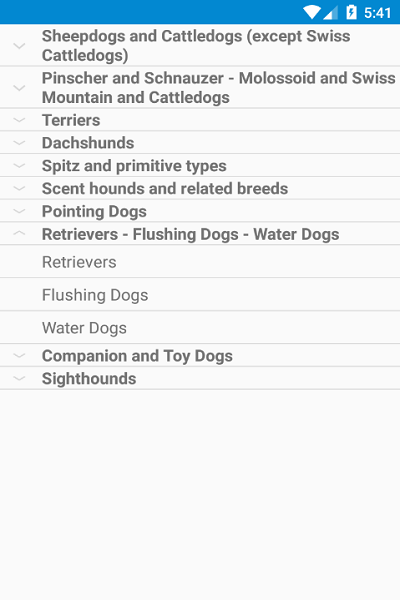 5:41
Sheepdogs and Cattledogs (except Swiss
Cattledogs)
Pinscher and Schnauzer - Molossoid and Swiss
Mountain and Cattledogs
Terriers
Dachshunds
Spitz and primitive types
Scent hounds and related breeds
Pointing Dogs
Retrievers - Flushing Dogs - Water Dogs
Retrievers
Flushing Dogs
Water Dogs
Companion and Toy Dogs
Sighthounds